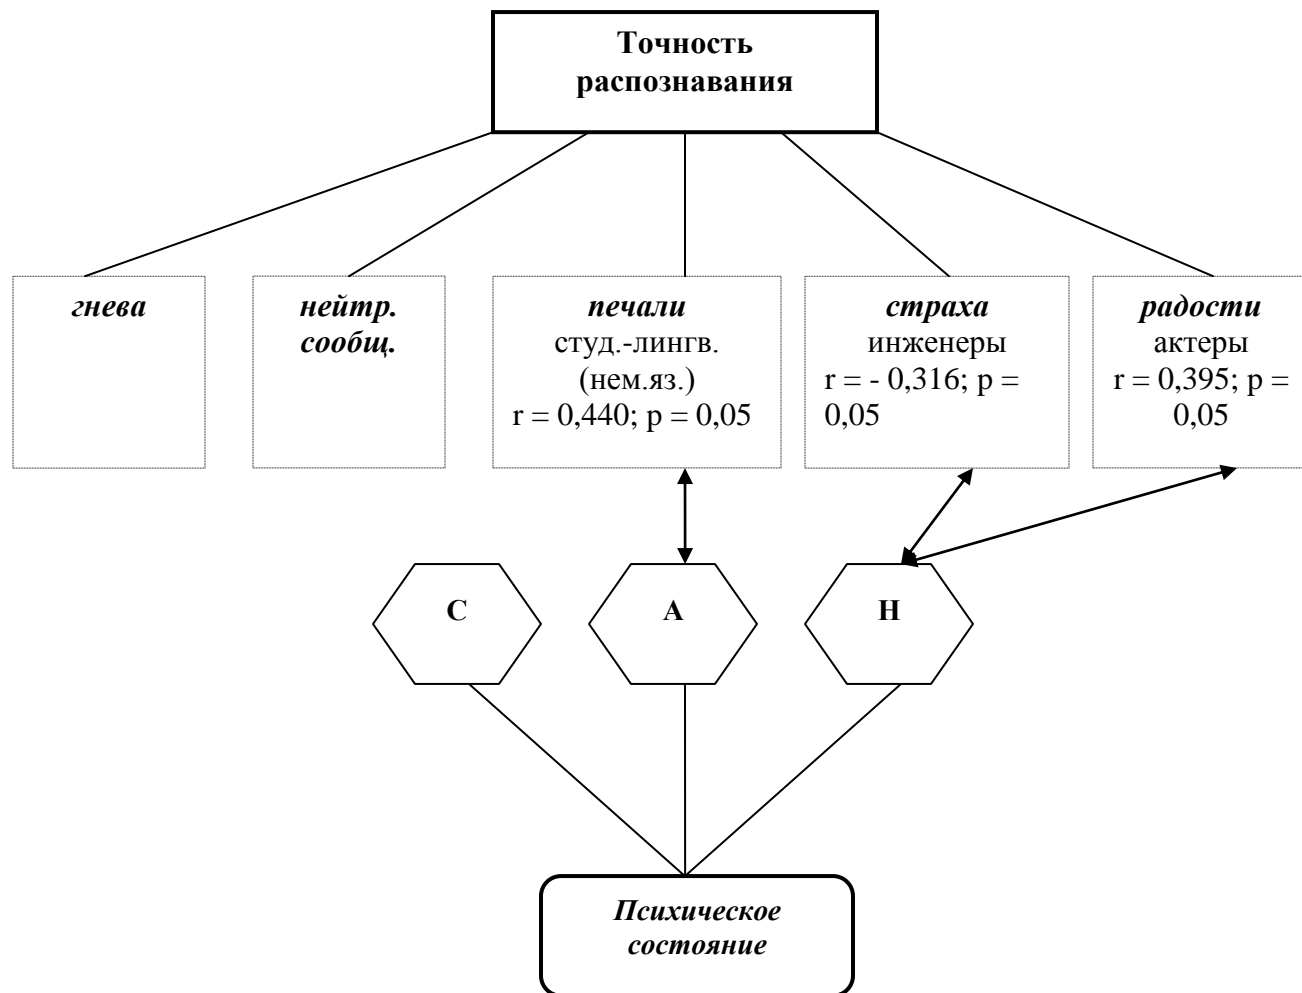 Точность
распознавания
гнева
нейтр.
сообщ.
печали
студ.-лингв.
(нем.яз.)
r = 0,440; p = 0,05
страха
инженеры
r = - 0,316; p =
0,05
радости
актеры
r = 0,395; p =
0,05
С
А
Н
Психическое
состояние